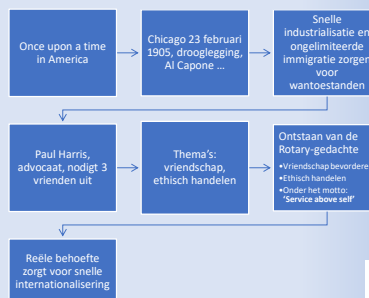 Once upon a time
in America
Chicago 23 februari
1905, drooglegging,
Al Capone ...
Snelle
industrialisatie en
ongelimiteerde
immigratie zorgen
voor
wantoestanden
Paul Harris,
advocaat, nodigt 3
vrienden uit
Thema's:
vriendschap,
ethisch handelen
Ontstaan van de
Rotary-gedachte
•Vriendschap bevorderen
•Ethisch handelen
•Onder het motto:
'Service above self'
Reële behoefte
zorgt voor snelle
internationalisering